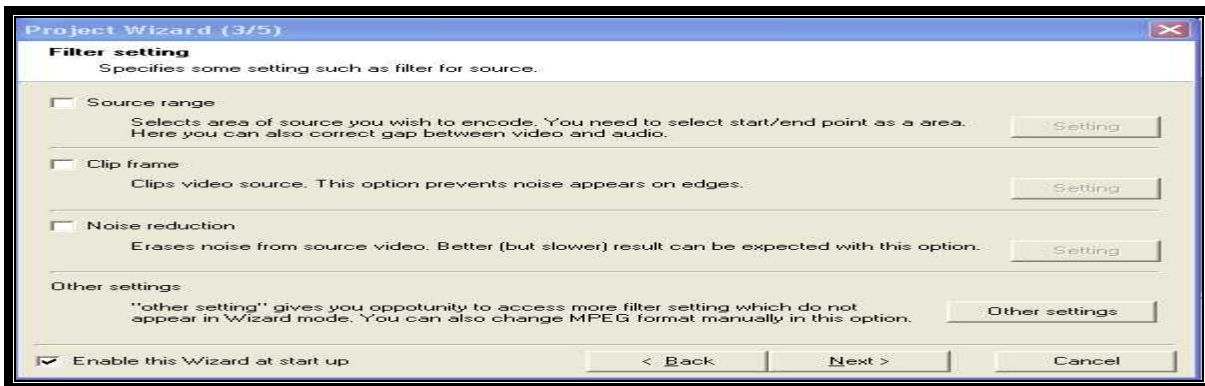 Project Wizard (3/5)
Filter setting
Specifies some setting such as filter for source.
Source range
Selects area of source you wish to encode. You need to select start/end point as a area.
Here you can also correct gap between video and audio.
Setting
Clip frame
Clips video source. This option prevents noise appears on edges.
Setting
Noise reduction
Erases noise from source video. Better (but slower) result can be expected with this option.
Setting
Other settings
"other setting" gives you oppotunity to access more filter setting which do not
appear in Wizard mode. You can also change MPEG format manually in this option.
Other settings
Enable this Wizard at start up
< Back
Next >
Cancel